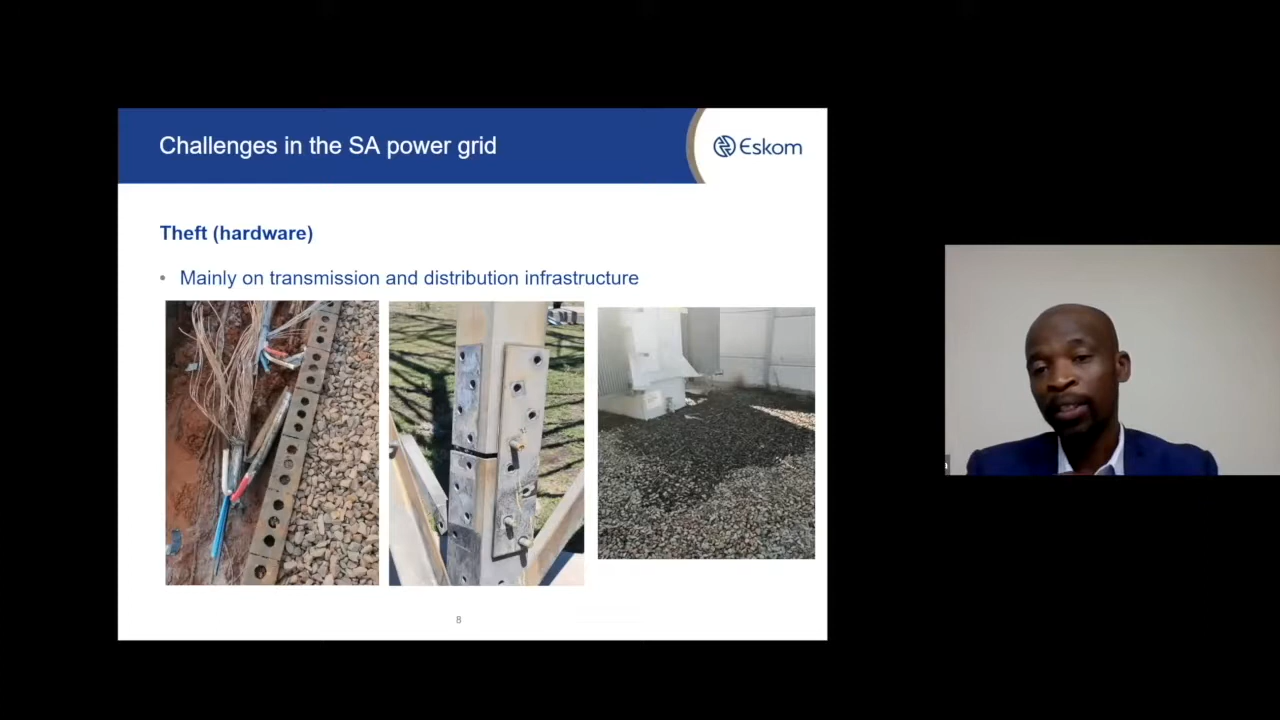 Challenges in the SA power grid
Eskom
Theft (hardware)
• Mainly on transmission and distribution infrastructure
8